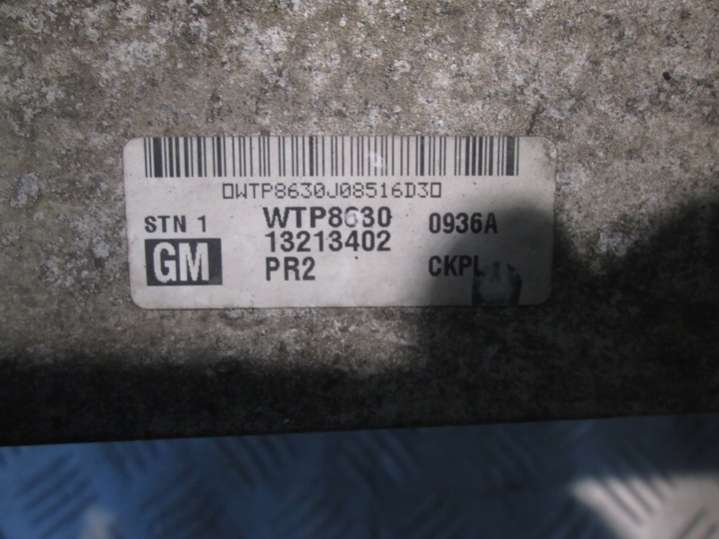 ▯WTP8630J08516D3▯
STN 1 WTP8630 0936A
GM 13213402
PR2 CKPL